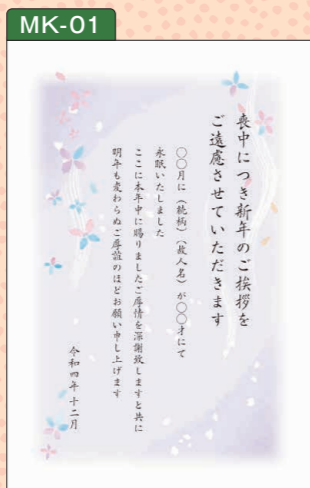 MK-01
喪中につき新年のご挨拶を
ご遠慮させていただきます
○○月に（続柄）（故人名）が○○才にて
永眠いたしました
ここに本年中に賜りましたご厚情を深謝致しますと共に
明年も変わらぬご厚誼のほどお願い申し上げます
令和四年十二月